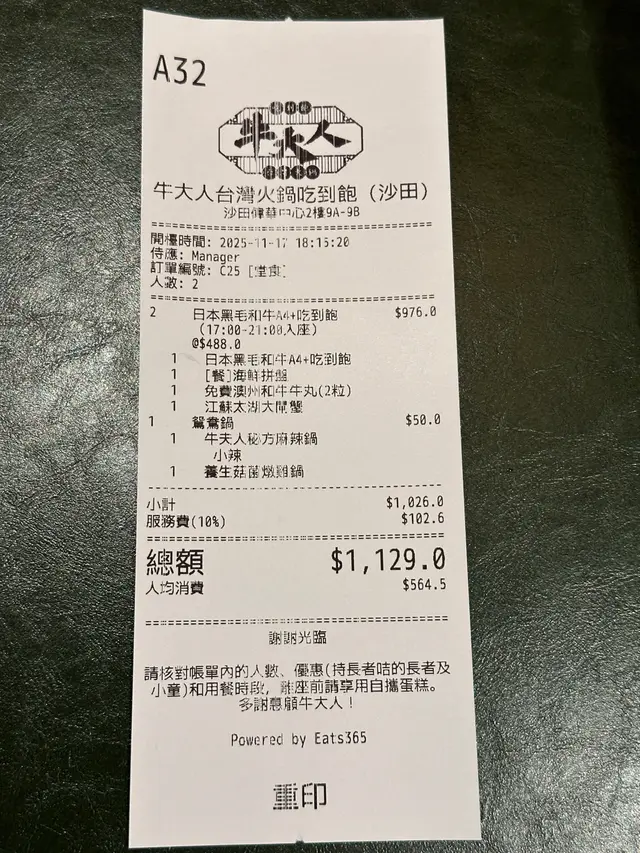 A32
牛大人
牛大人台灣火鍋吃到飽（沙田）
沙田偉華中心2樓9A-9B
開檯時間: 2025-11-17 18:15:20
侍應: Manager
訂單編號: C25 [堂食]
人數: 2
2 日本黑毛和牛A4+吃到飽 $976.0
（17:00-21:00入座）
@$488.0
1 日本黑毛和牛A4+吃到飽
1 [餐]海鮮拼盤
1 免費澳州和牛牛丸(2粒)
1 江蘇太湖大閘蟹
1 鴛鴦鍋 $50.0
1 牛夫人秘方麻辣鍋
小辣
1 養生菇菌燉雞鍋
小計 $1,026.0
服務費(10%) $102.6
總額 $1,129.0
人均消費 $564.5
謝謝光臨
請核對帳單內的人數、優惠(持長者咭的長者及
小童)和用餐時段, 離座前請享用自攜蛋糕。
多謝惠顧牛大人！
Powered by Eats365
重印